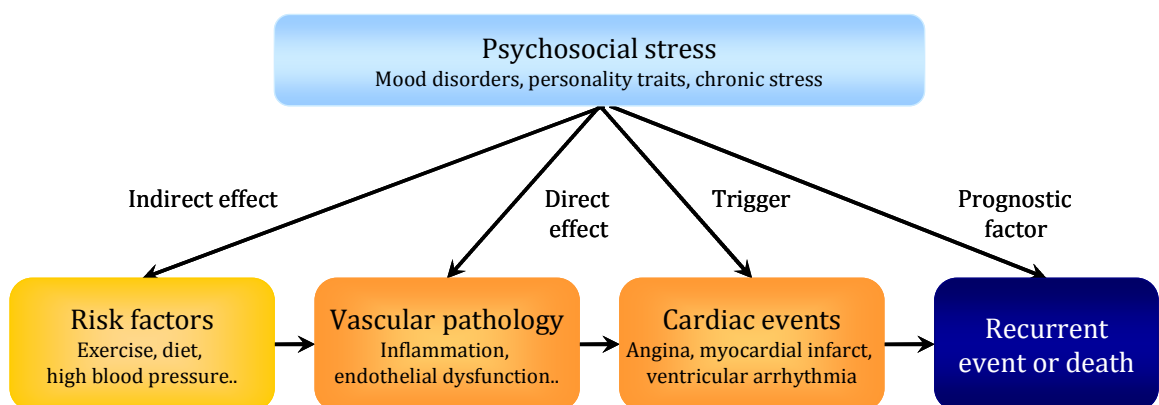 Psychosocial stress
Mood disorders, personality traits, chronic stress
Indirect effect
Direct
effect
Trigger
Prognostic
factor
Risk factors
Exercise, diet,
high blood pressure..
Vascular pathology
Inflammation,
endothelial dysfunction..
Cardiac events
Angina, myocardial infarct,
ventricular arrhythmia
Recurrent
event or death